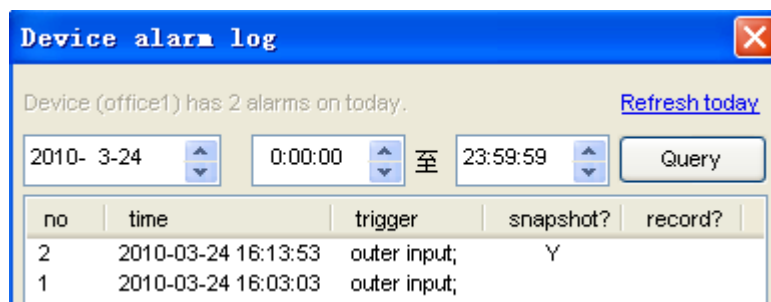 Device alarm log
Device (office1) has 2 alarms on today. Refresh today
2010- 3-24 0:00:00 至 23:59:59 Query
no time trigger snapshot? record?
2 2010-03-24 16:13:53 outer input; Y
1 2010-03-24 16:03:03 outer input;